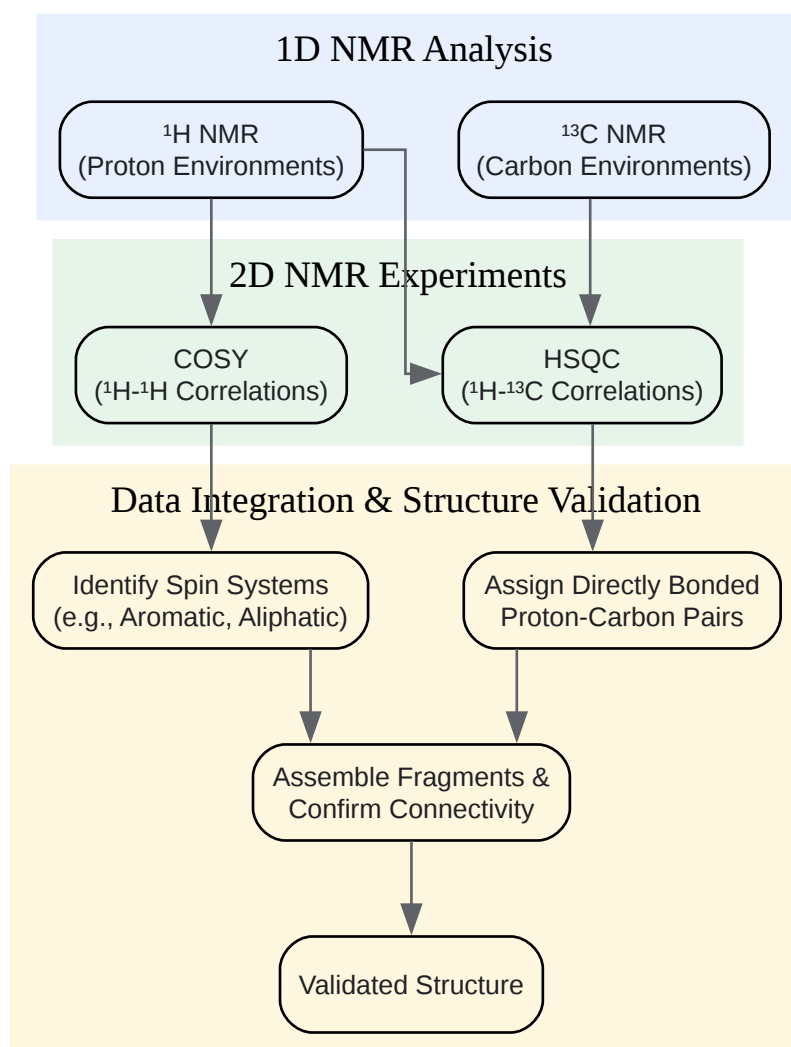 1D NMR Analysis
¹H NMR
(Proton Environments)
¹³C NMR
(Carbon Environments)
2D NMR Experiments
COSY
(¹H-¹H Correlations)
HSQC
(¹H-¹³C Correlations)
Data Integration & Structure Validation
Identify Spin Systems
(e.g., Aromatic, Aliphatic)
Assign Directly Bonded
Proton-Carbon Pairs
Assemble Fragments &
Confirm Connectivity
Validated Structure